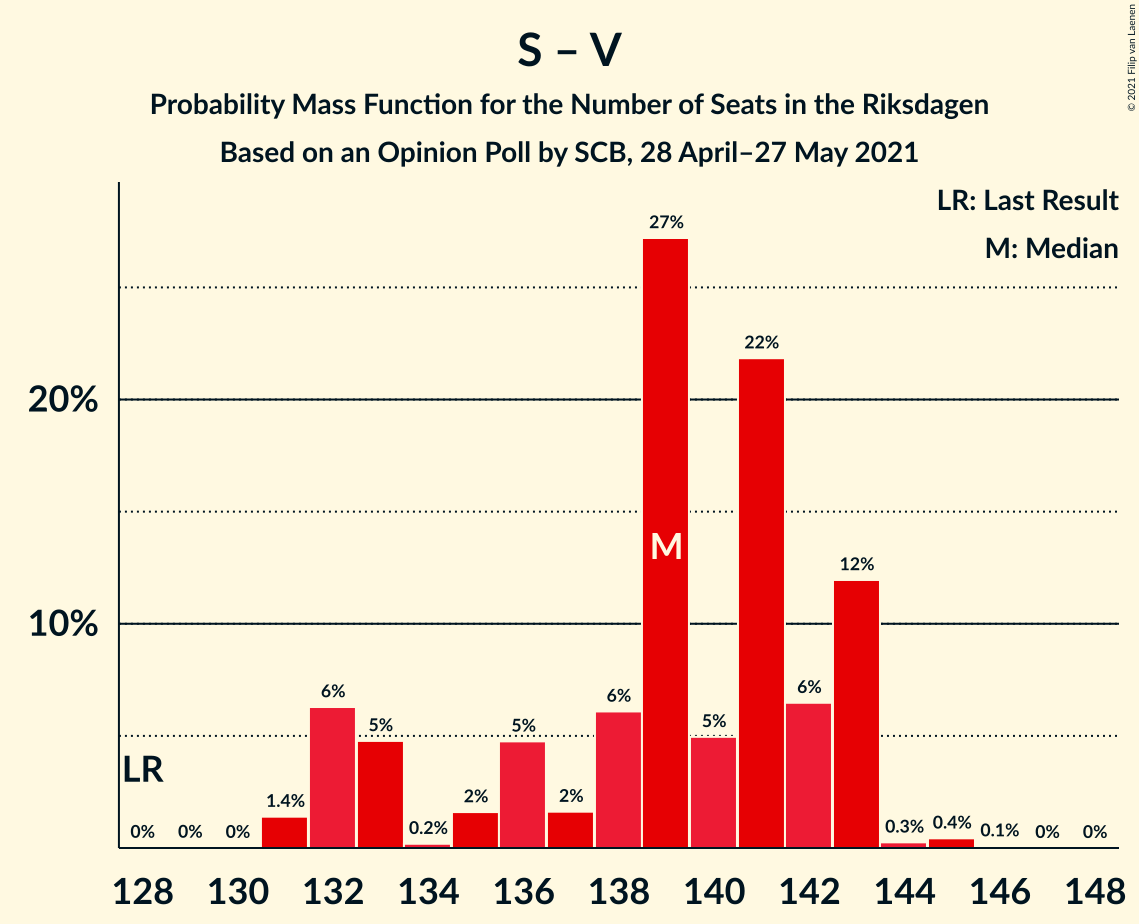 S – V
Probability Mass Function for the Number of Seats in the Riksdagen
Based on an Opinion Poll by SCB, 28 April–27 May 2021
© 2021 Filip van Laenen
LR: Last Result
M: Median
20%
10%
LR
M
0% 0% 0% 1.4% 6% 5% 0.2% 2% 5% 2% 6% 27% 5% 22% 6% 12% 0.3% 0.4% 0.1% 0% 0%
128 130 132 134 136 138 140 142 144 146 148